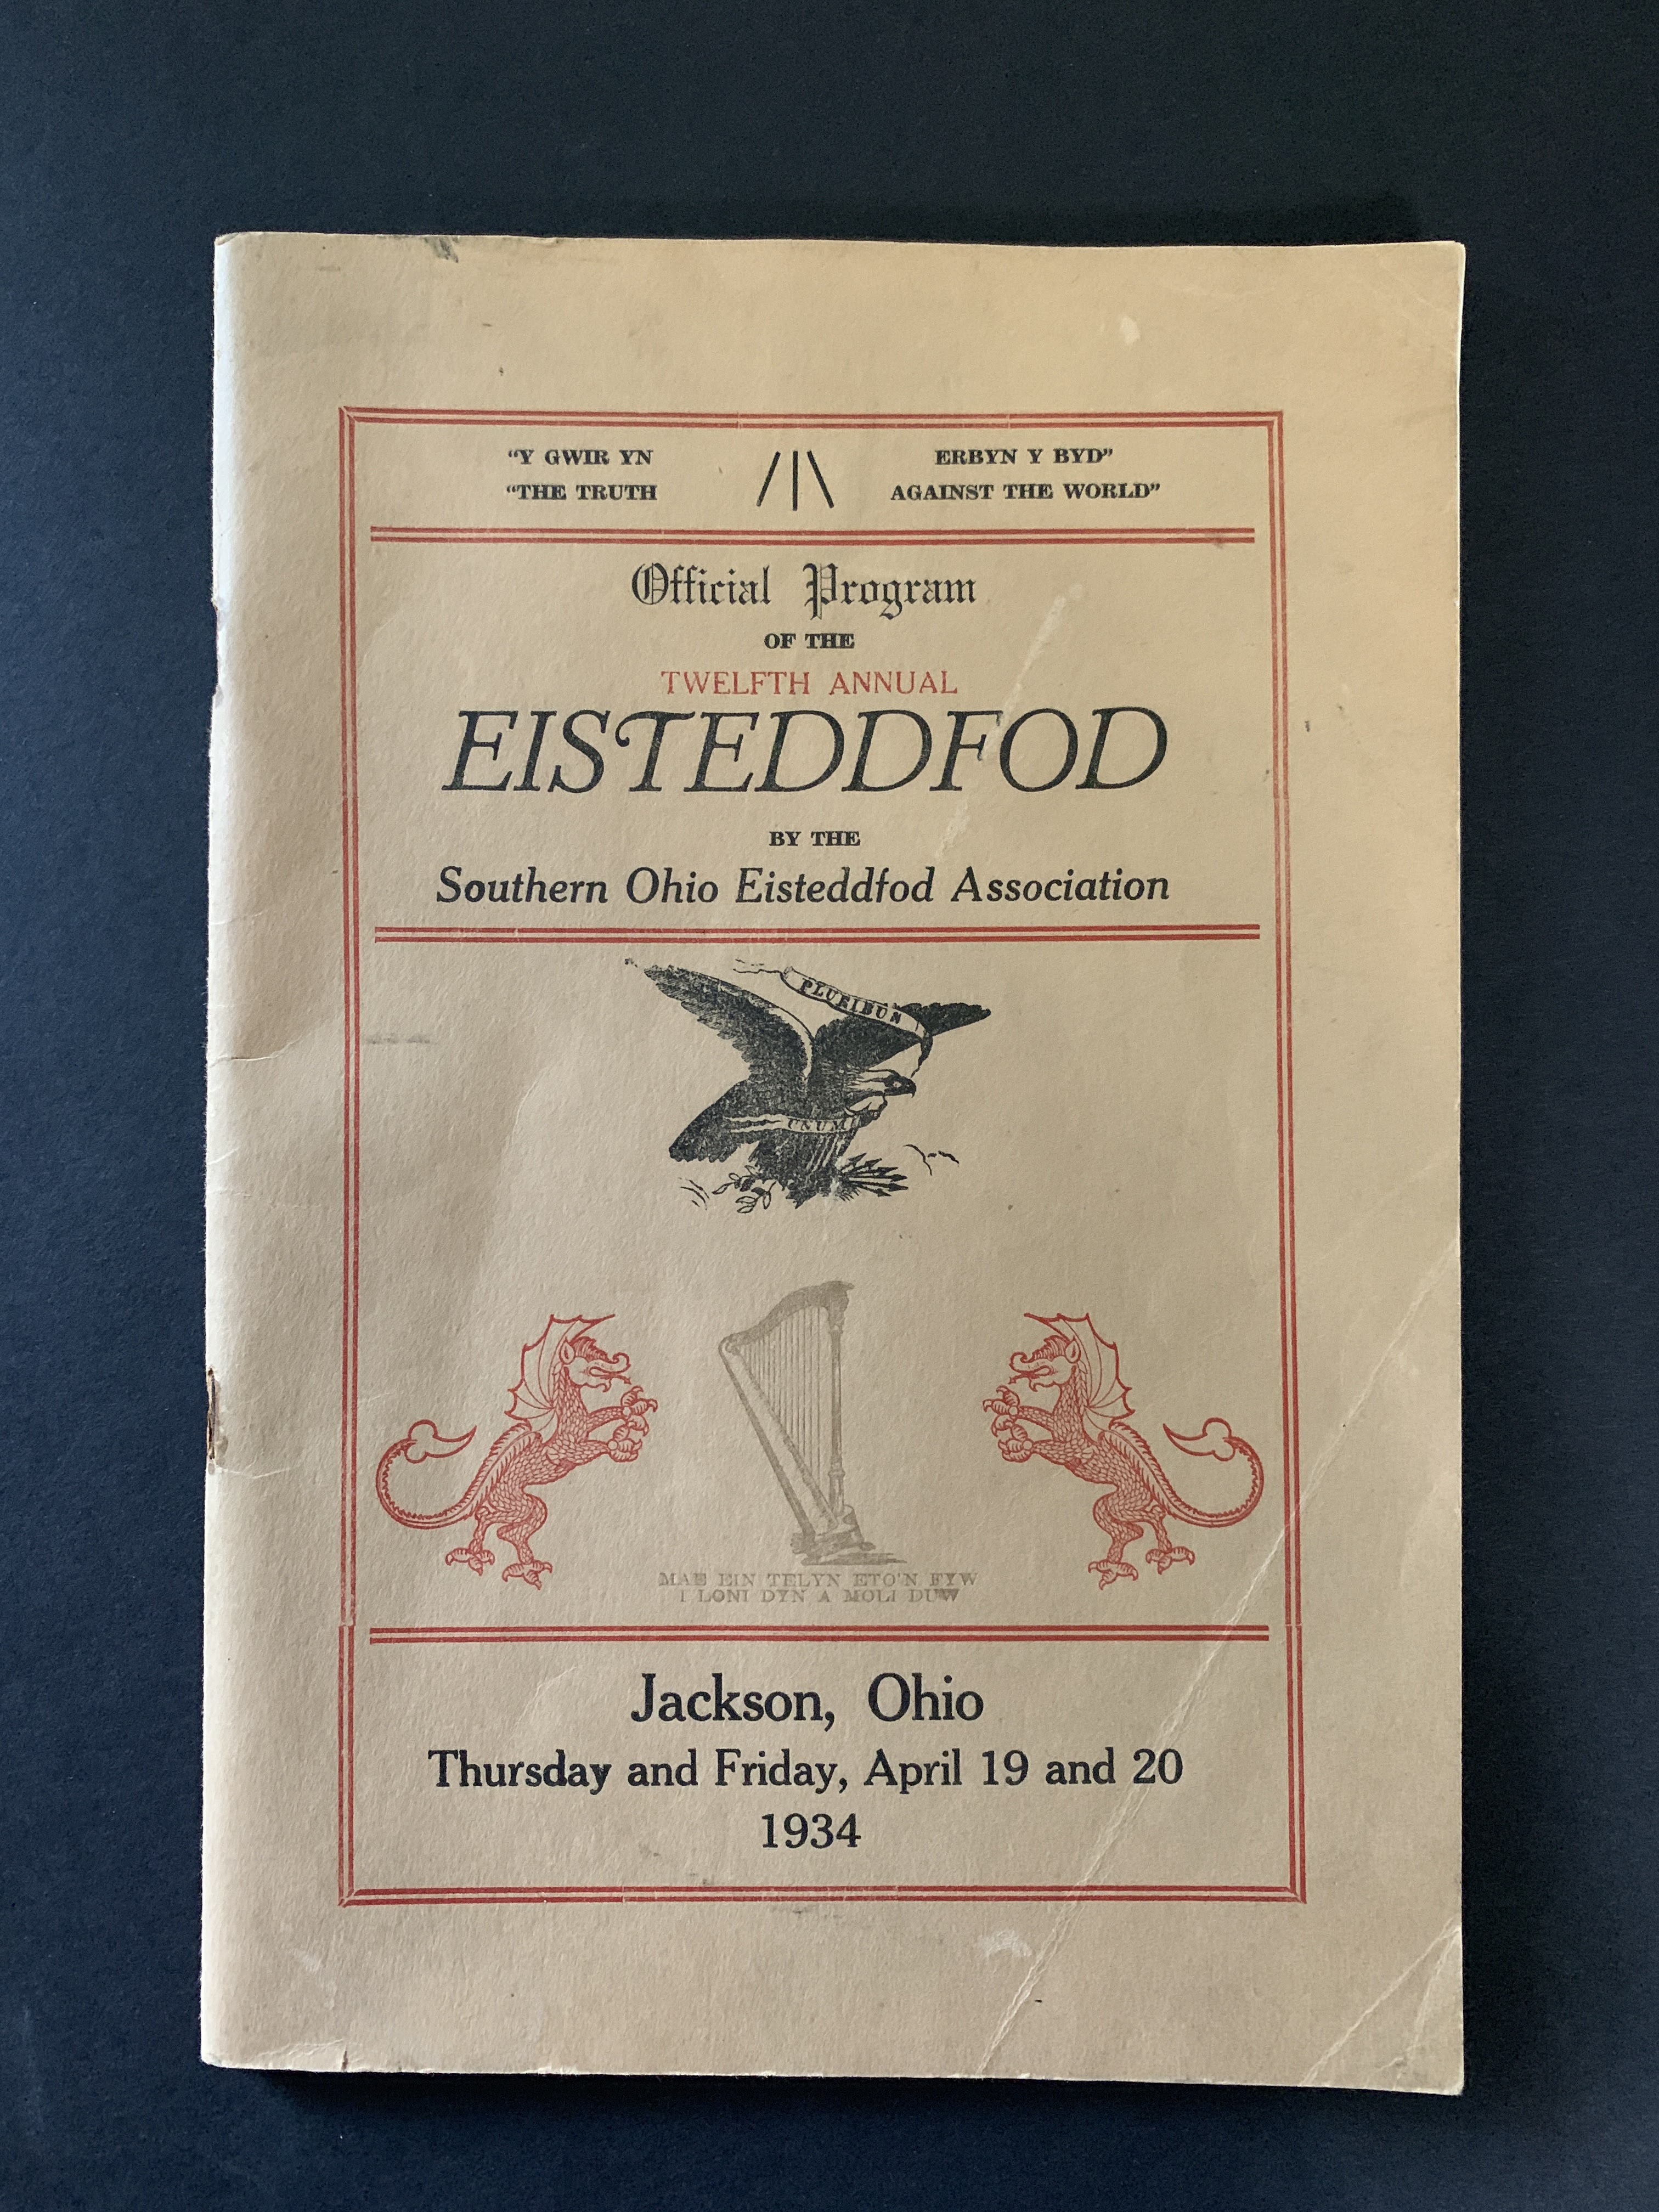 "Y GWIR YN /|\ ERBYN Y BYD"
"THE TRUTH AGAINST THE WORLD"
Official Program
OF THE
TWELFTH ANNUAL
EISTEDDFOD
BY THE
Southern Ohio Eisteddfod Association
PLURIBUS
UNUM
MAE EIN TELYN ETO'N FYW
I LONI DYN A MOLI DUW
Jackson, Ohio
Thursday and Friday, April 19 and 20
1934